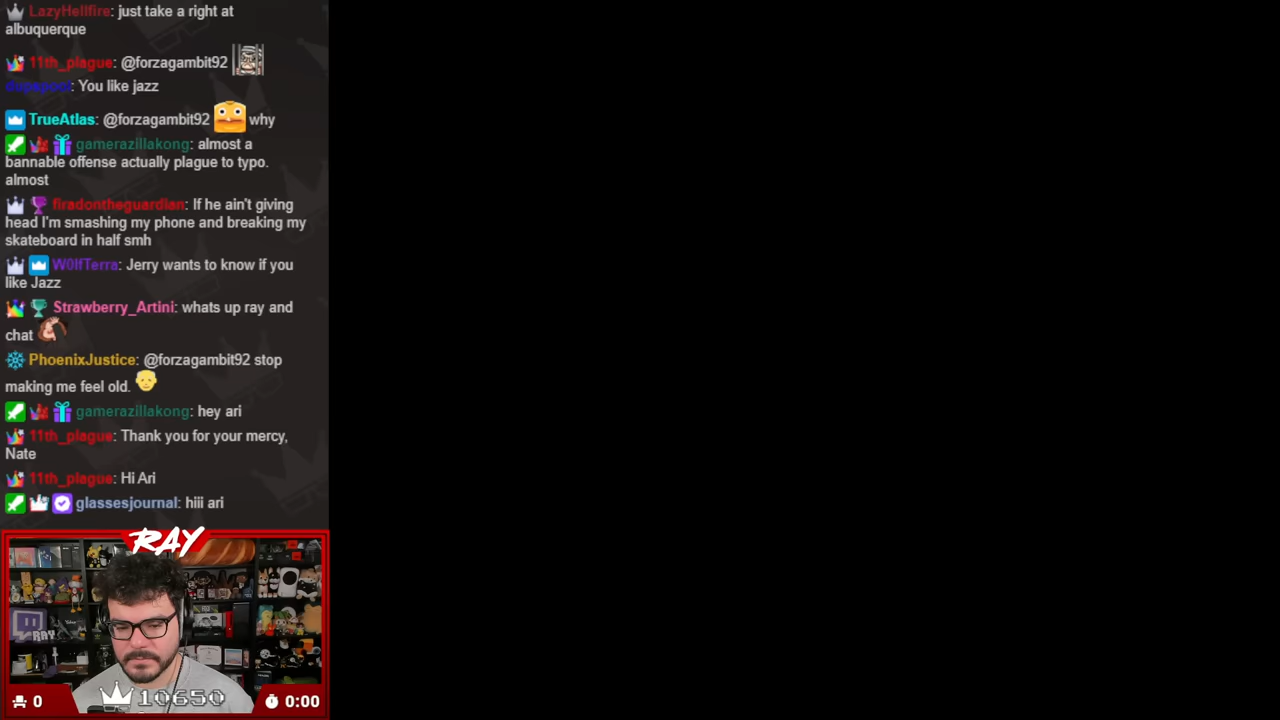 LazyHellfire: just take a right at
albuquerque
11th_plague: @forzagambit92
dupapoot: You like jazz
TrueAtlas: @forzagambit92 why
gamerazillakong: almost a
bannable offense actually plague to typo.
almost
firadontheguardian: If he ain't giving
head I'm smashing my phone and breaking my
skateboard in half smh
W0lfTerra: Jerry wants to know if you
like Jazz
Strawberry_Artini: whats up ray and
chat
PhoenixJustice: @forzagambit92 stop
making me feel old.
gamerazillakong: hey ari
11th_plague: Thank you for your mercy,
Nate
11th_plague: Hi Ari
glassesjournal: hiii ari
RAY
RAY
0
10650
0:00